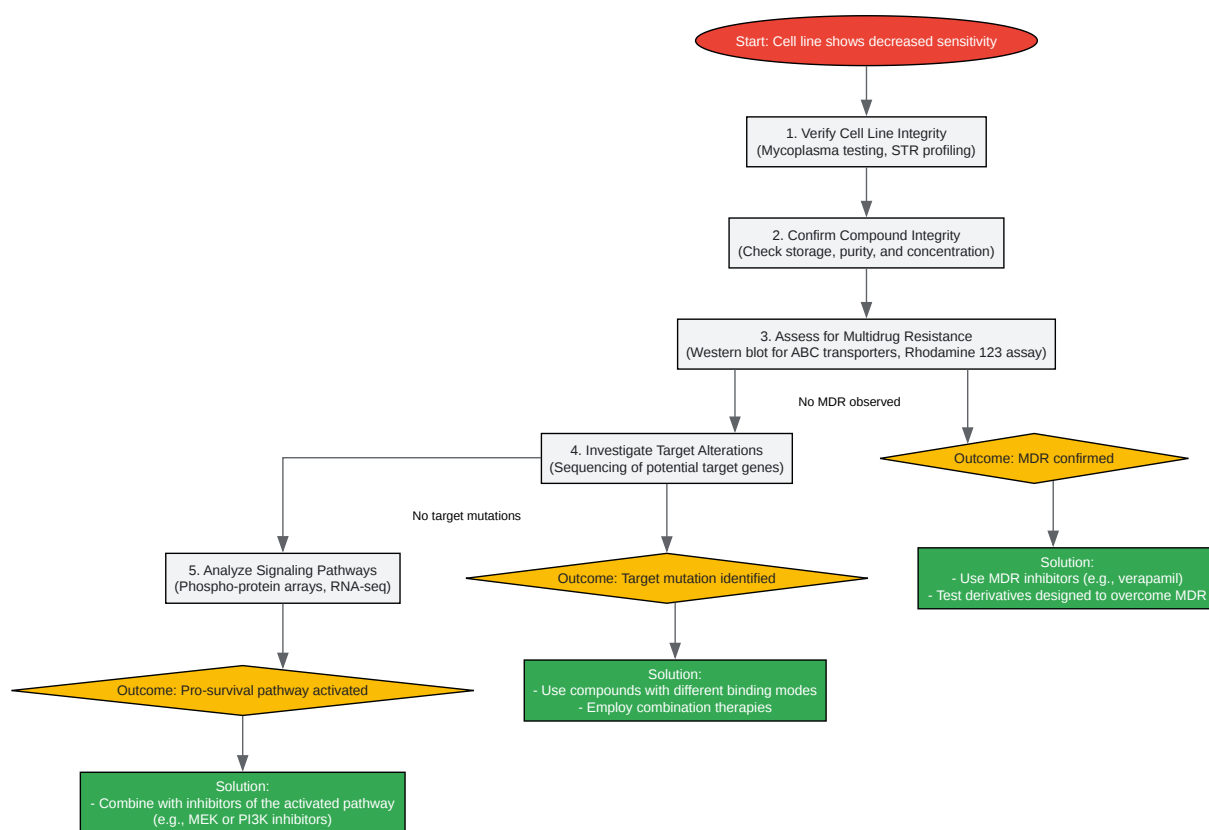 Start: Cell line shows decreased sensitivity
1. Verify Cell Line Integrity
(Mycoplasma testing, STR profiling)
2. Confirm Compound Integrity
(Check storage, purity, and concentration)
3. Assess for Multidrug Resistance
(Western blot for ABC transporters, Rhodamine 123 assay)
No MDR observed
4. Investigate Target Alterations
(Sequencing of potential target genes)
Outcome: MDR confirmed
No target mutations
Solution:
- Use MDR inhibitors (e.g., verapamil)
- Test derivatives designed to overcome MDR
5. Analyze Signaling Pathways
(Phospho-protein arrays, RNA-seq)
Outcome: Target mutation identified
Outcome: Pro-survival pathway activated
Solution:
- Use compounds with different binding modes
- Employ combination therapies
Solution:
- Combine with inhibitors of the activated pathway
(e.g., MEK or PI3K inhibitors)